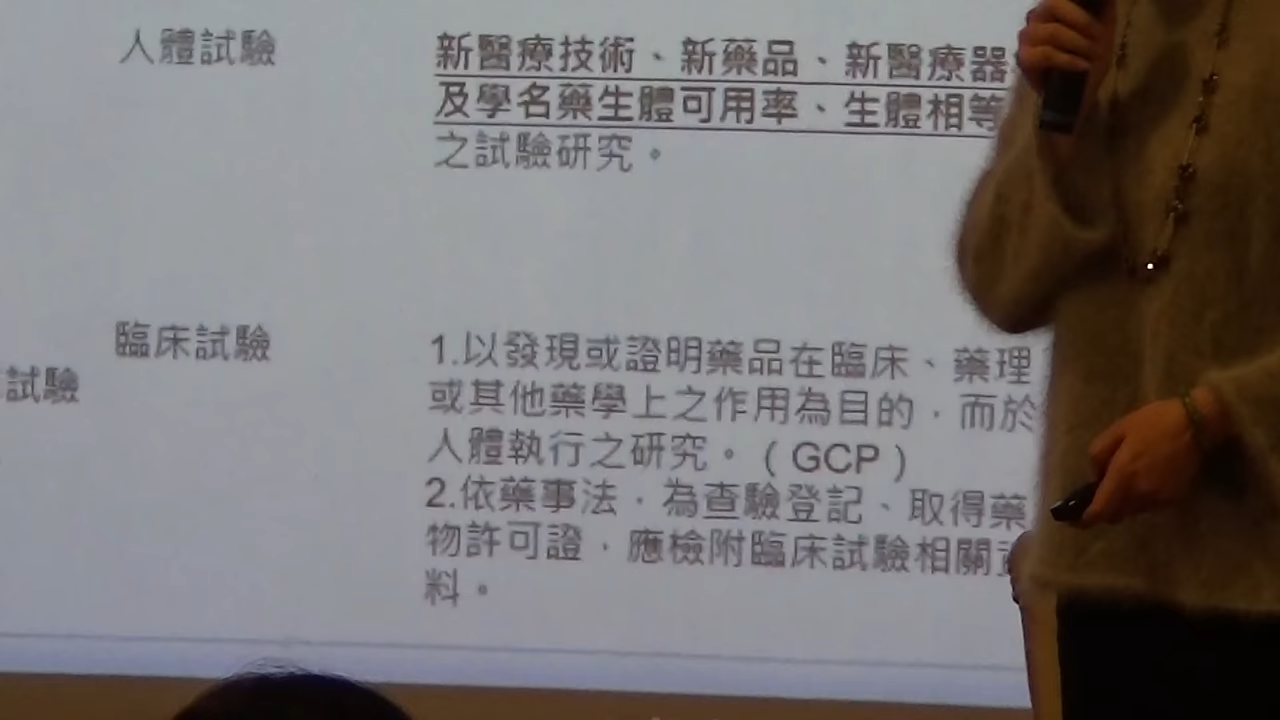 人體試驗
新醫療技術、新藥品、新醫療器
及學名藥生體可用率、生體相等
之試驗研究。
臨床試驗
試驗
1.以發現或證明藥品在臨床、藥理
或其他藥學上之作用為目的，而於
人體執行之研究。（GCP）
2.依藥事法，為查驗登記、取得藥
物許可證，應檢附臨床試驗相關
料。